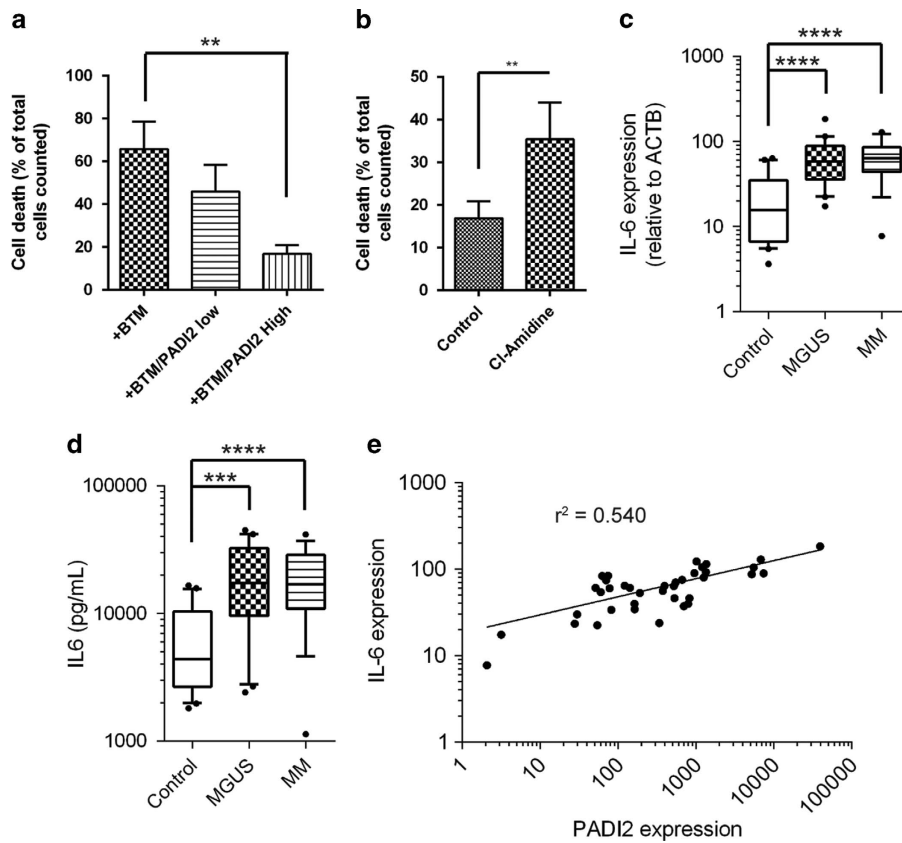 a
**
Cell death (% of total
cells counted)
100
80
60
40
20
0
+BTM
+BTM/PADI2 low
+BTM/PADI2 High
b
**
Cell death (% of total
cells counted)
50
40
30
20
10
0
Control
Cl-Amidine
c
****
****
IL-6 expression
(relative to ACTB)
1000
100
10
1
Control
MGUS
MM
d
****
***
IL6 (pg/mL)
100000
10000
1000
Control
MGUS
MM
e
r² = 0.540
IL-6 expression
1000
100
10
1
1
10
100
1000
10000
100000
PADI2 expression